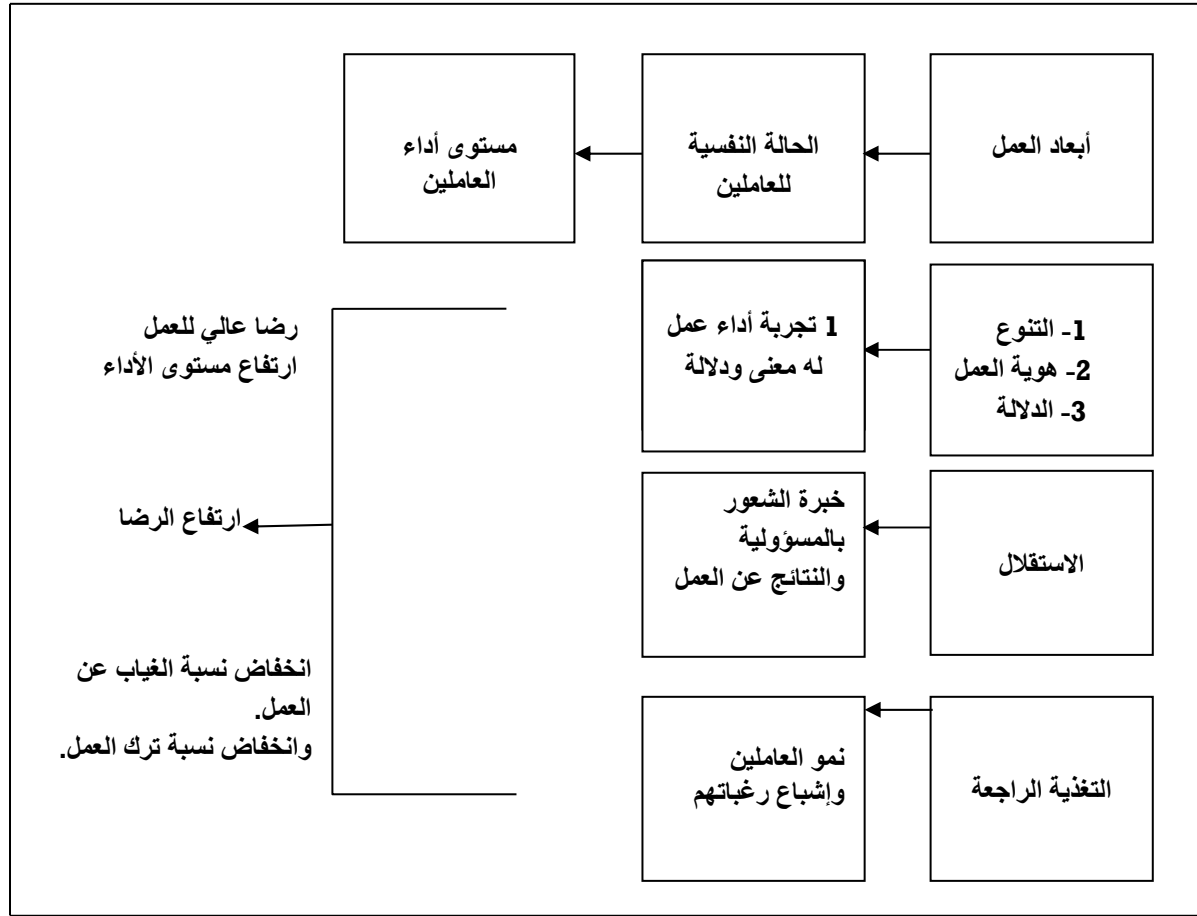 أبعاد العمل
الحالة النفسية
للعاملين
مستوى أداء
العاملين
1- التنوع
2- هوية العمل
3- الدلالة
1 تجربة أداء عمل
له معنى ودلالة
رضا عالي للعمل
ارتفاع مستوى الأداء
الاستقلال
خبرة الشعور
بالمسؤولية
والنتائج عن العمل
ارتفاع الرضا
التغذية الراجعة
نمو العاملين
وإشباع رغباتهم
انخفاض نسبة الغياب عن
العمل.
وانخفاض نسبة ترك العمل.